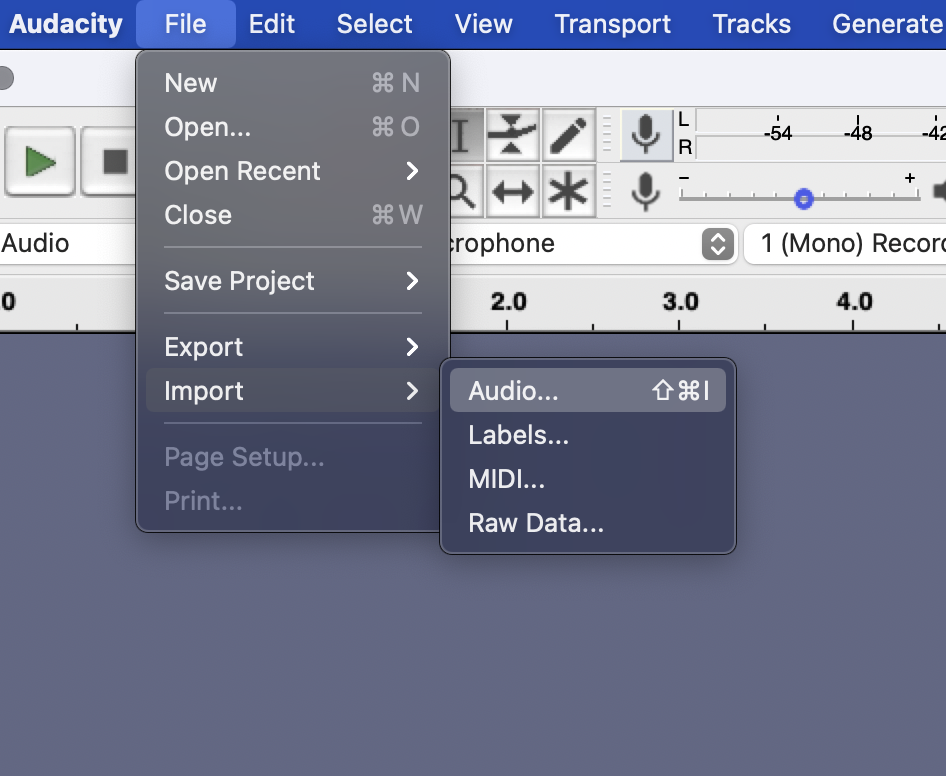 Audacity File Edit Select View Transport Tracks Generate
New ⌘ N
Open... ⌘ O
Open Recent
Close ⌘ W
Save Project
Export
Import
Page Setup...
Print...
Audio... ⇧⌘I
Labels...
MIDI...
Raw Data...
L
R
-54 -48 -42
- +
Audio crophone 1 (Mono) Recor
0 2.0 3.0 4.0